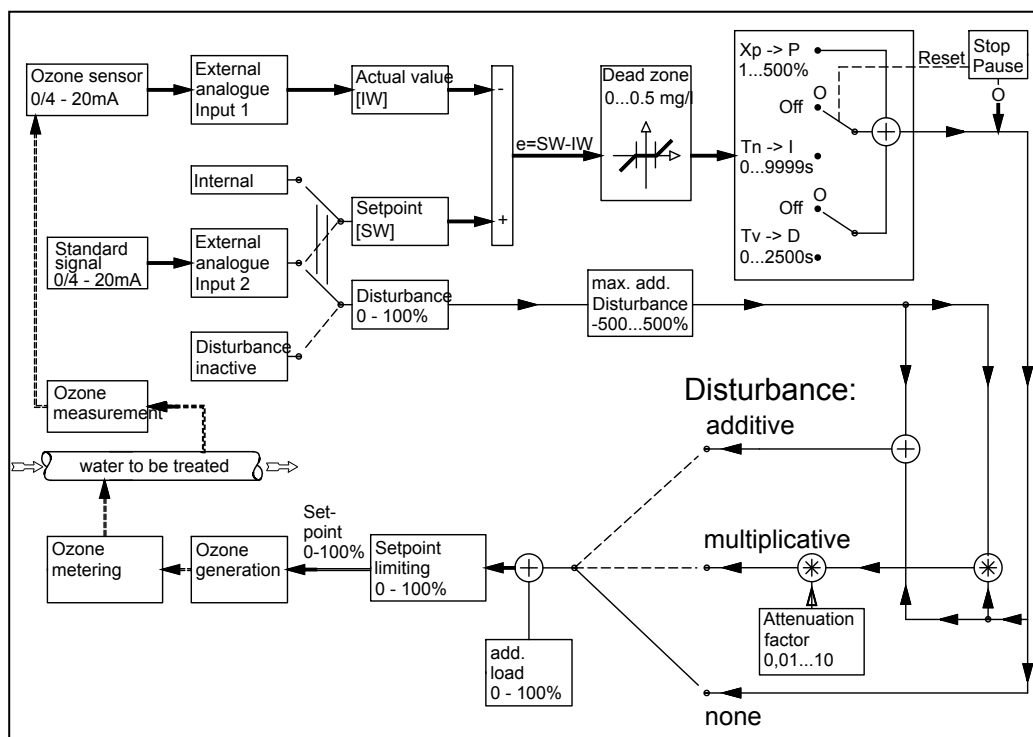 Ozone sensor
0/4 - 20mA
External
analogue
Input 1
Actual value
[IW]
-
Dead zone
0...0.5 mg/l
e=SW-IW
Xp -> P
1...500%
O
Off
Tn -> I
0...9999s
O
Off
Tv -> D
0...2500s
Reset
Stop
Pause
O
Internal
Setpoint
[SW]
+
Standard
signal
0/4 - 20mA
External
analogue
Input 2
Disturbance
0 - 100%
max. add.
Disturbance
-500...500%
Disturbance
inactive
Ozone
measurement
water to be treated
Disturbance:
additive
multiplicative
none
Attenuation
factor
0,01...10
Ozone
metering
Ozone
generation
Set-
point
0-100%
Setpoint
limiting
0 - 100%
add.
load
0 - 100%